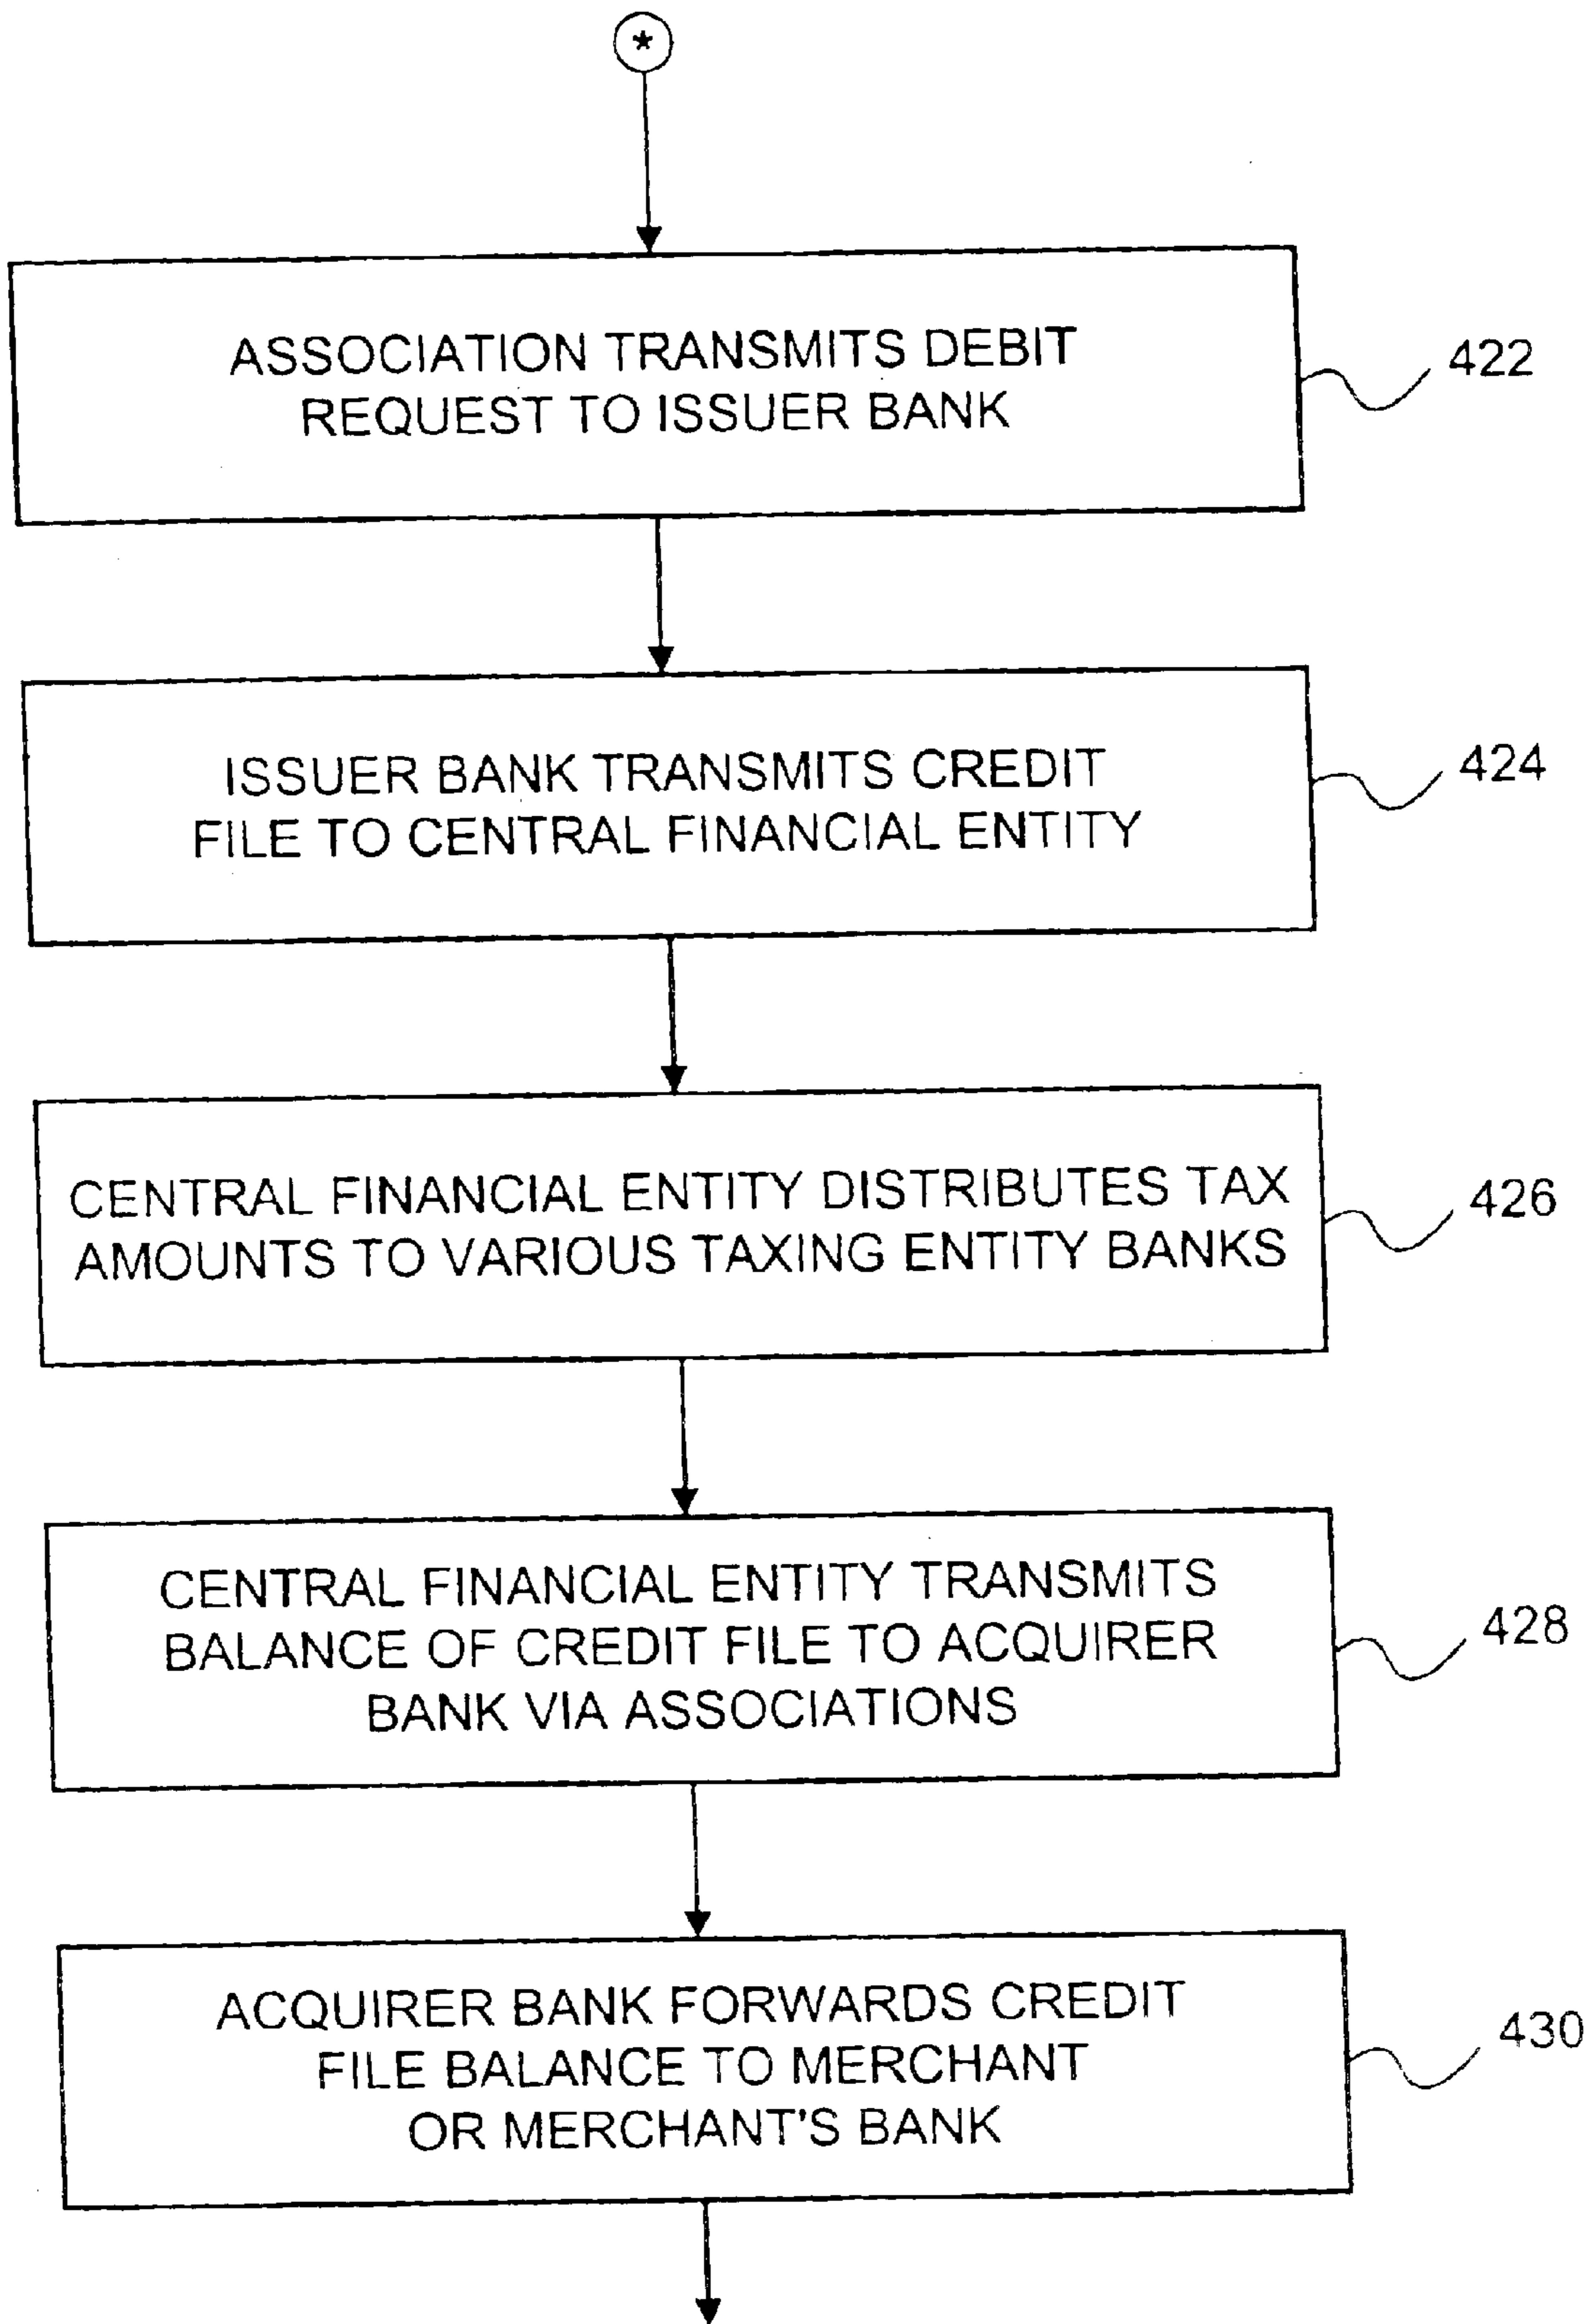 *
ASSOCIATION TRANSMITS DEBIT
REQUEST TO ISSUER BANK
422
ISSUER BANK TRANSMITS CREDIT
FILE TO CENTRAL FINANCIAL ENTITY
424
CENTRAL FINANCIAL ENTITY DISTRIBUTES TAX
AMOUNTS TO VARIOUS TAXING ENTITY BANKS
426
CENTRAL FINANCIAL ENTITY TRANSMITS
BALANCE OF CREDIT FILE TO ACQUIRER
BANK VIA ASSOCIATIONS
428
ACQUIRER BANK FORWARDS CREDIT
FILE BALANCE TO MERCHANT
OR MERCHANT'S BANK
430